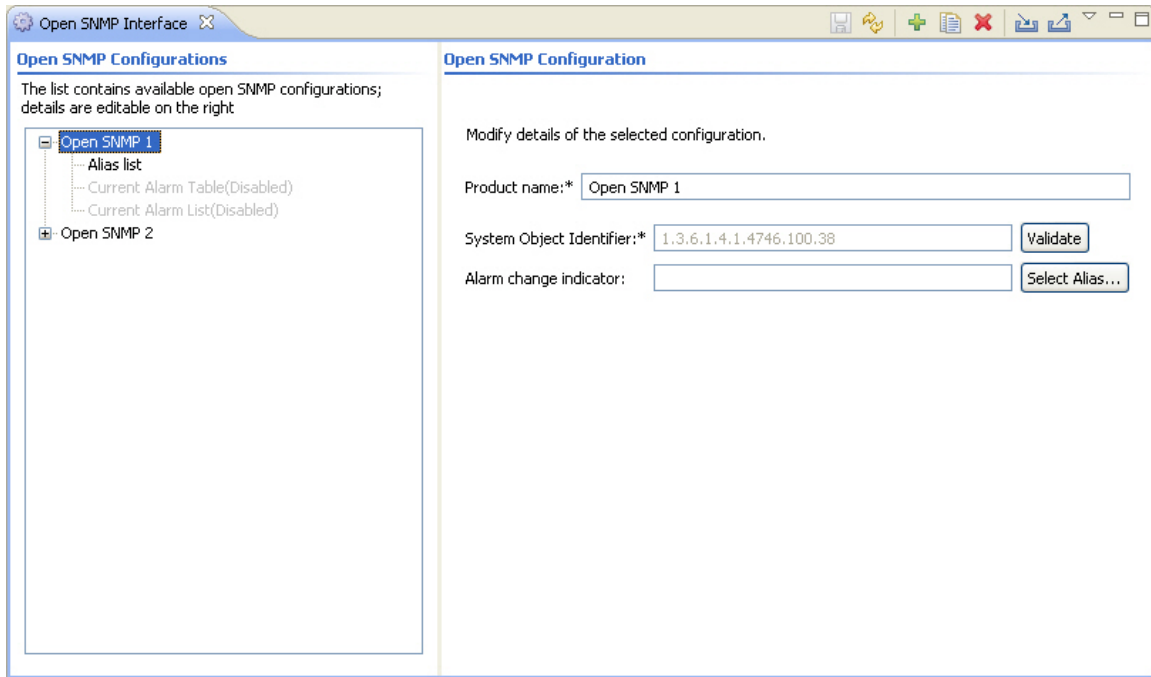 Open SNMP Interface
Open SNMP Configurations
The list contains available open SNMP configurations;
details are editable on the right
Open SNMP 1
Alias list
Current Alarm Table(Disabled)
Current Alarm List(Disabled)
Open SNMP 2
Open SNMP Configuration
Modify details of the selected configuration.
Product name:* Open SNMP 1
System Object Identifier:* 1.3.6.1.4.1.4746.100.38 Validate
Alarm change indicator: Select Alias...